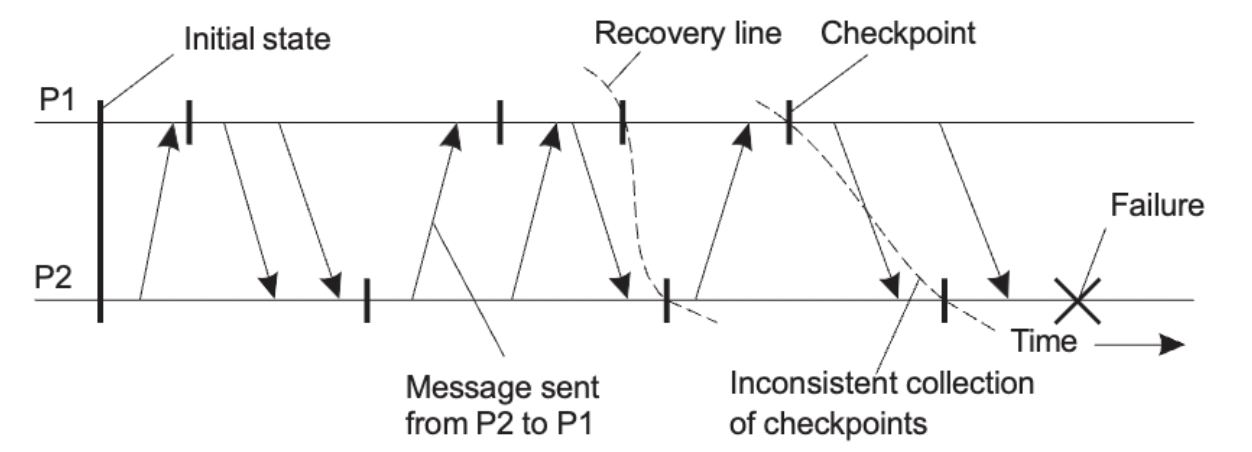 Initial state
Recovery line
Checkpoint
P1
Failure
P2
Time
Message sent
from P2 to P1
Inconsistent collection
of checkpoints